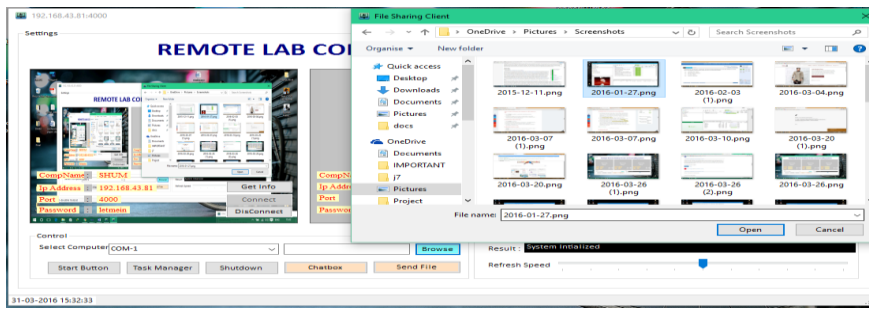 192.168.43.81:4000
Settings
REMOTE LAB CO
CompName: SHUM
Ip Address : 192.168.43.81
Get Info
Port : 4000
Connect
Password : letmein
DisConnect
CompN
Ip Addre
Port
Passwor
Control
Select Computer COM-1
Browse
Start Button
Task Manager
Shutdown
Chatbox
Send File
Result :
Refresh Speed
31-03-2016 15:32:33
File Sharing Client
OneDrive > Pictures > Screenshots
Search Screenshots
Organise
New folder
Quick access
Desktop
Downloads
Documents
Pictures
docs
OneDrive
Documents
IMPORTANT
j7
Pictures
Project
2015-12-11.png
2016-01-27.png
2016-02-03 (1).png
2016-03-04.png
2016-03-07 (1).png
2016-03-07.png
2016-03-10.png
2016-03-20 (1).png
2016-03-20.png
2016-03-26 (1).png
2016-03-26 (2).png
2016-03-26.png
File name: 2016-01-27.png
Open
Cancel